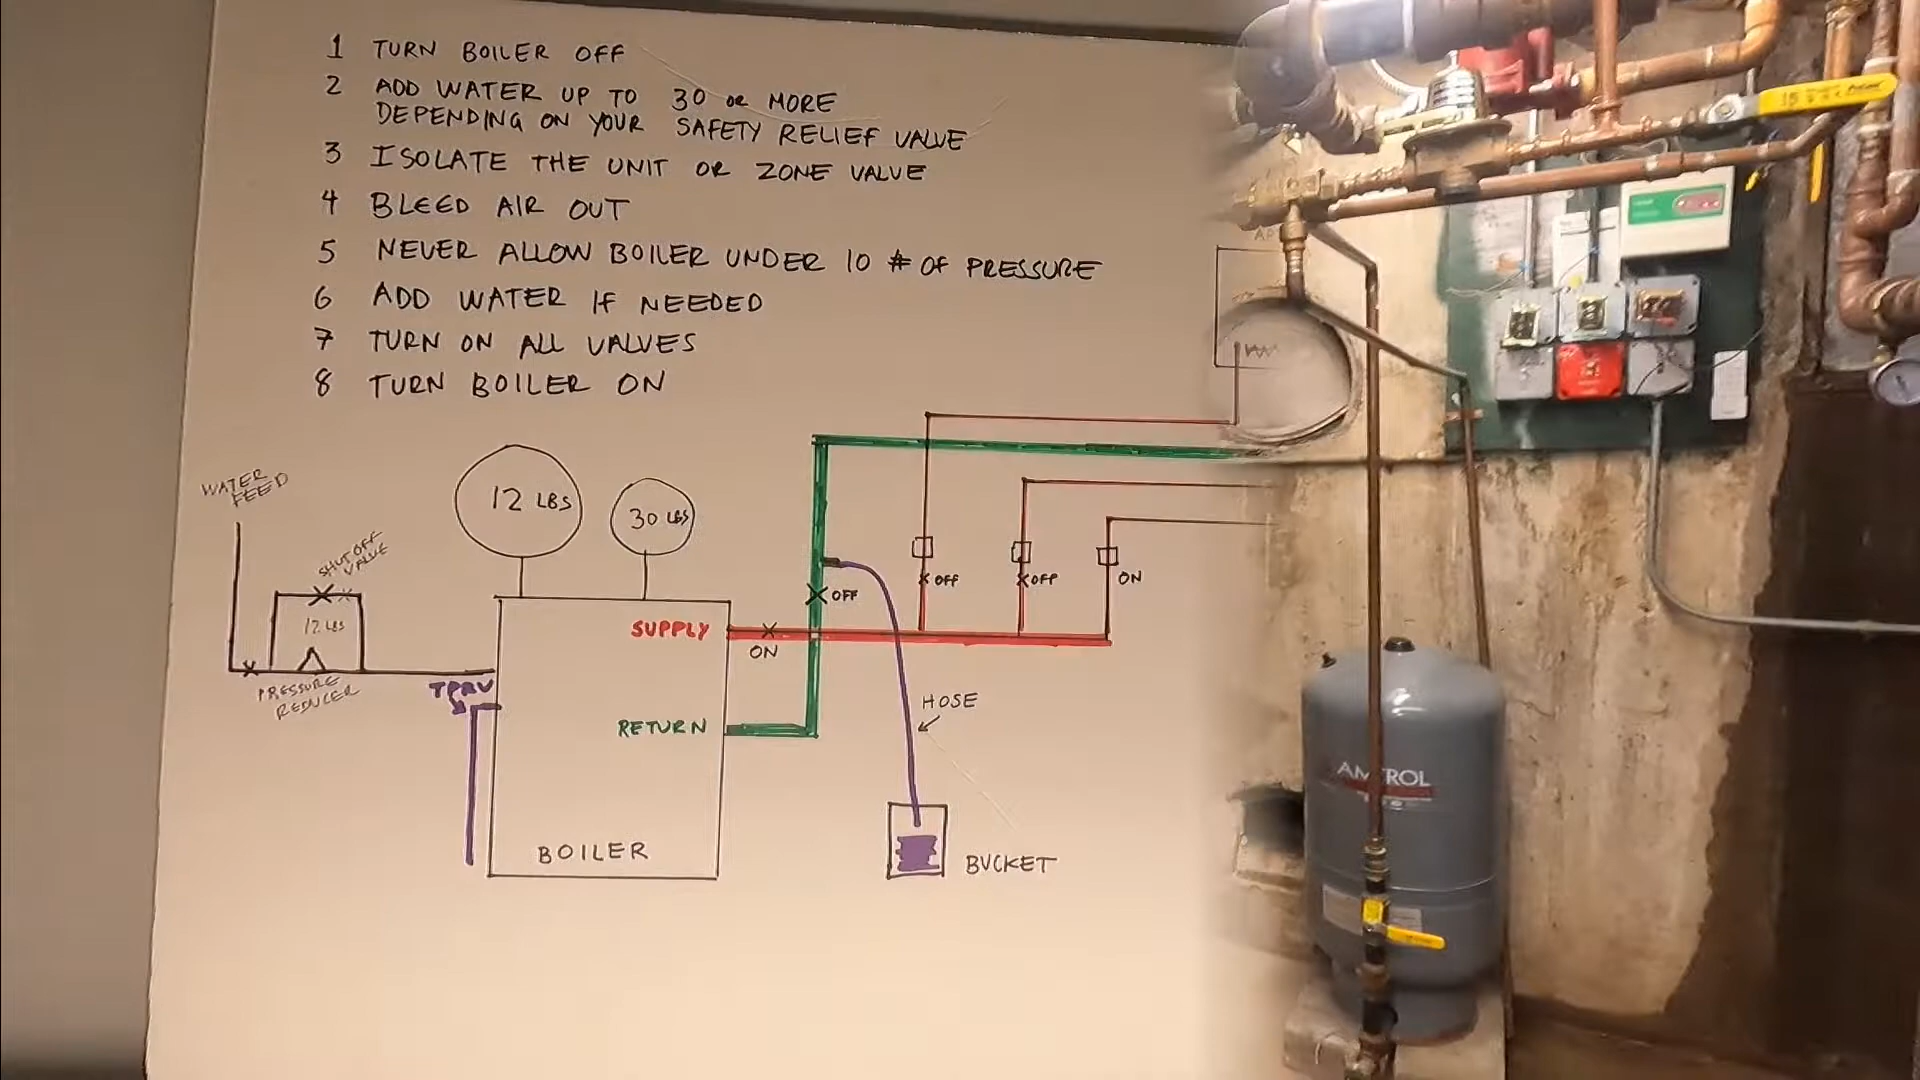 1 TURN BOILER OFF
2 ADD WATER UP TO 30 OR MORE
DEPENDING ON YOUR SAFETY RELIEF VALVE
3 ISOLATE THE UNIT OR ZONE VALVE
4 BLEED AIR OUT
5 NEVER ALLOW BOILER UNDER 10 # OF PRESSURE
6 ADD WATER IF NEEDED
7 TURN ON ALL VALVES
8 TURN BOILER ON
WATER
FEED
SHUTOFF
VALVE
12 LBS
PRESSURE
REDUCER
12 LBS
30 LBS
TPRV
SUPPLY
ON
RETURN
BOILER
OFF
OFF
OFF
ON
HOSE
BUCKET
AMTROL